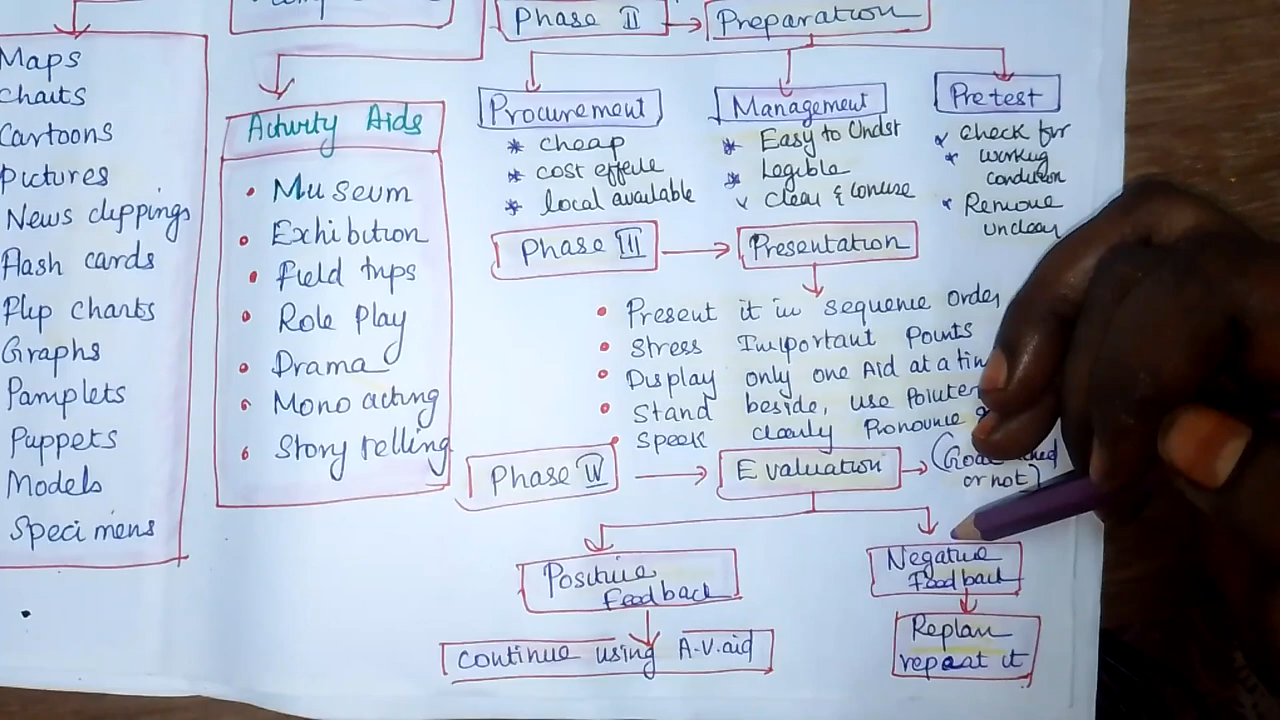 Maps
charts
Cartoons
Pictures
News clippings
flash cards
flip charts
Graphs
Pamplets
Puppets
Models
Specimens
Activity Aids
• Museum
• Exhibition
• field trips
• Role Play
• Drama
• Mono acting
• Story telling
Phase II → Preparation
Procurement
* cheap
* cost effective
* local available
Management
* Easy to Undst
* Legible
* Clear & concise
Pretest
* check for
* working
condition
* Remove
unclear
Phase III → Presentation
• Present it in sequence order
• Stress Important Points
• Display only one Aid at a
• Stand beside, use Pointer
• Speek clearly Pronounce
Phase IV → Evaluation →
or not)
Positive
Feedback
continue using A.V.aid
Negative
Feedback
Replan
repeat it